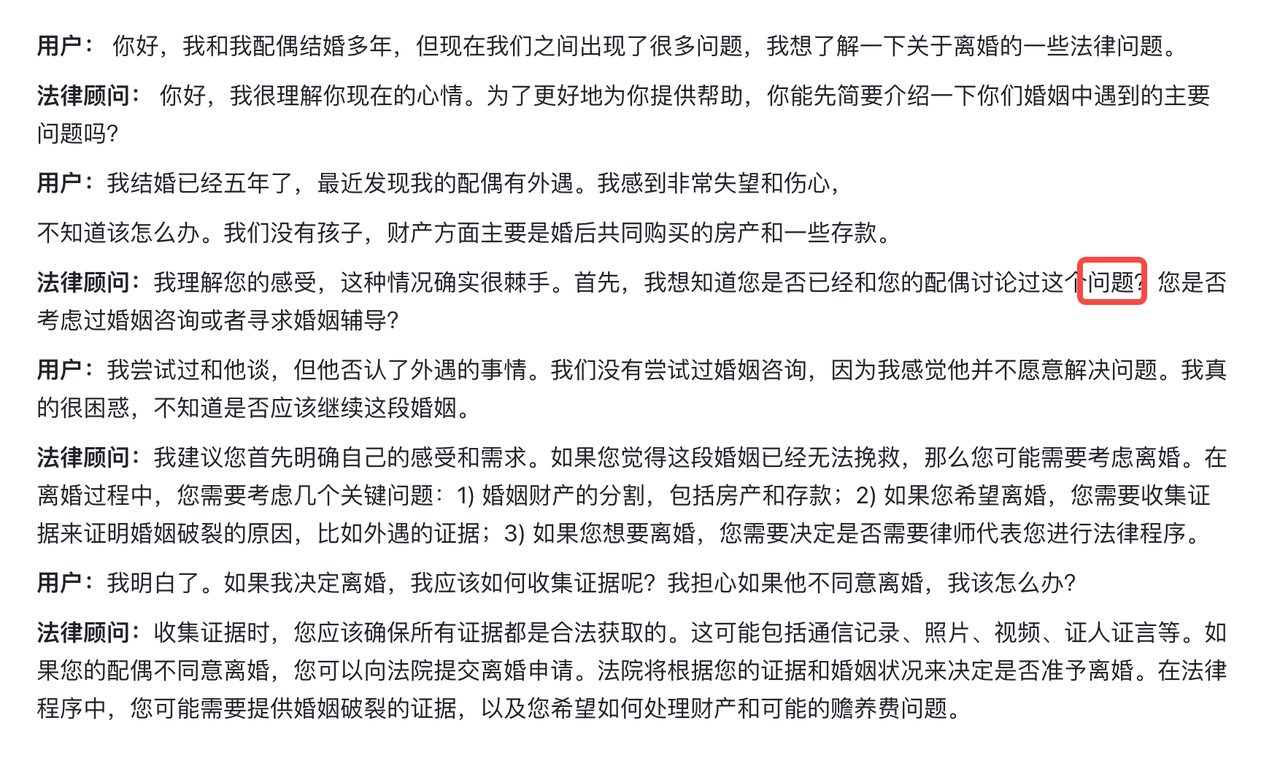 用户： 你好，我和我配偶结婚多年，但现在我们之间出现了很多问题，我想了解一下关于离婚的一些法律问题。
法律顾问： 你好，我很理解你现在的心情。为了更好地为你提供帮助，你能先简要介绍一下你们婚姻中遇到的主要
问题吗？
用户：我结婚已经五年了，最近发现我的配偶有外遇。我感到非常失望和伤心，
不知道该怎么办。我们没有孩子，财产方面主要是婚后共同购买的房产和一些存款。
法律顾问：我理解您的感受，这种情况确实很棘手。首先，我想知道您是否已经和您的配偶讨论过这个问题？您是否
考虑过婚姻咨询或者寻求婚姻辅导？
用户：我尝试过和他谈，但他否认了外遇的事情。我们没有尝试过婚姻咨询，因为我感觉他并不愿意解决问题。我真
的很困惑，不知道是否应该继续这段婚姻。
法律顾问：我建议您首先明确自己的感受和需求。如果您觉得这段婚姻已经无法挽救，那么您可能需要考虑离婚。在
离婚过程中，您需要考虑几个关键问题：1) 婚姻财产的分割，包括房产和存款；2) 如果您希望离婚，您需要收集证
据来证明婚姻破裂的原因，比如外遇的证据；3) 如果您想要离婚，您需要决定是否需要律师代表您进行法律程序。
用户：我明白了。如果我决定离婚，我应该如何收集证据呢？我担心如果他不同意离婚，我该怎么办？
法律顾问：收集证据时，您应该确保所有证据都是合法获取的。这可能包括通信记录、照片、视频、证人证言等。如
果您的配偶不同意离婚，您可以向法院提交离婚申请。法院将根据您的证据和婚姻状况来决定是否准予离婚。在法律
程序中，您可能需要提供婚姻破裂的证据，以及您希望如何处理财产和可能的赡养费问题。